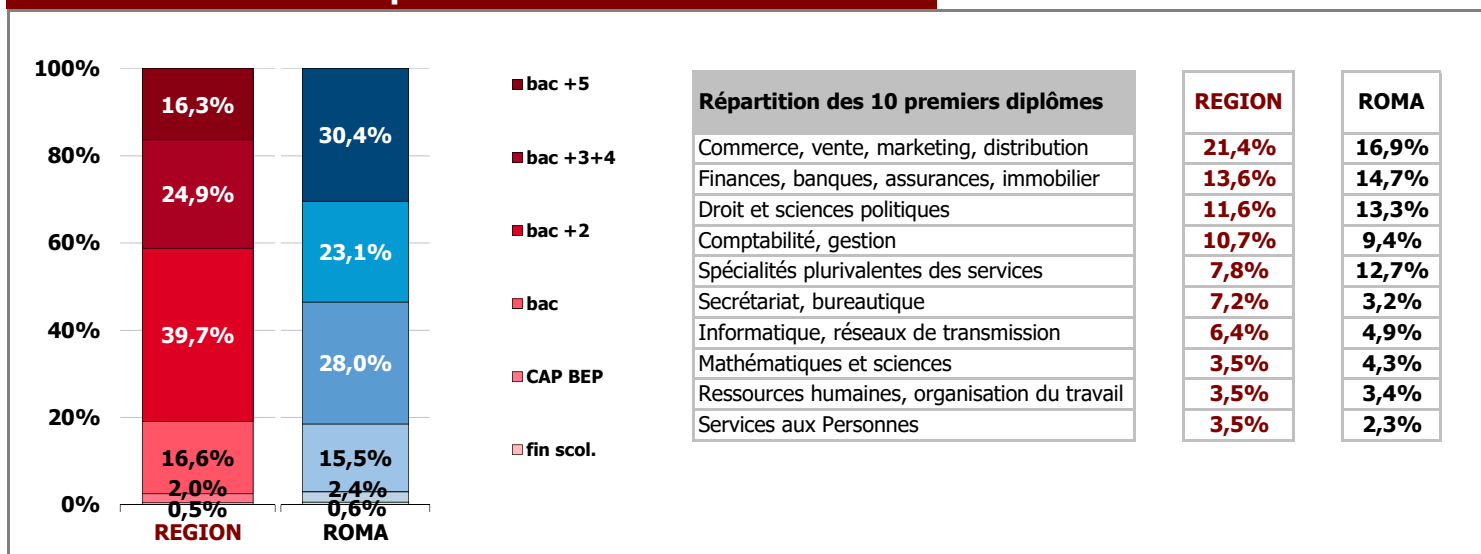 100%
80%
60%
40%
20%
0%
16,3%
24,9%
39,7%
16,6%
2,0%
0,5%
REGION
30,4%
23,1%
28,0%
15,5%
2,4%
0,6%
ROMA
bac +5
bac +3+4
bac +2
bac
CAP BEP
fin scol.
Répartition des 10 premiers diplômes REGION ROMA
Commerce, vente, marketing, distribution 21,4% 16,9%
Finances, banques, assurances, immobilier 13,6% 14,7%
Droit et sciences politiques 11,6% 13,3%
Comptabilité, gestion 10,7% 9,4%
Spécialités plurivalentes des services 7,8% 12,7%
Secrétariat, bureautique 7,2% 3,2%
Informatique, réseaux de transmission 6,4% 4,9%
Mathématiques et sciences 3,5% 4,3%
Ressources humaines, organisation du travail 3,5% 3,4%
Services aux Personnes 3,5% 2,3%